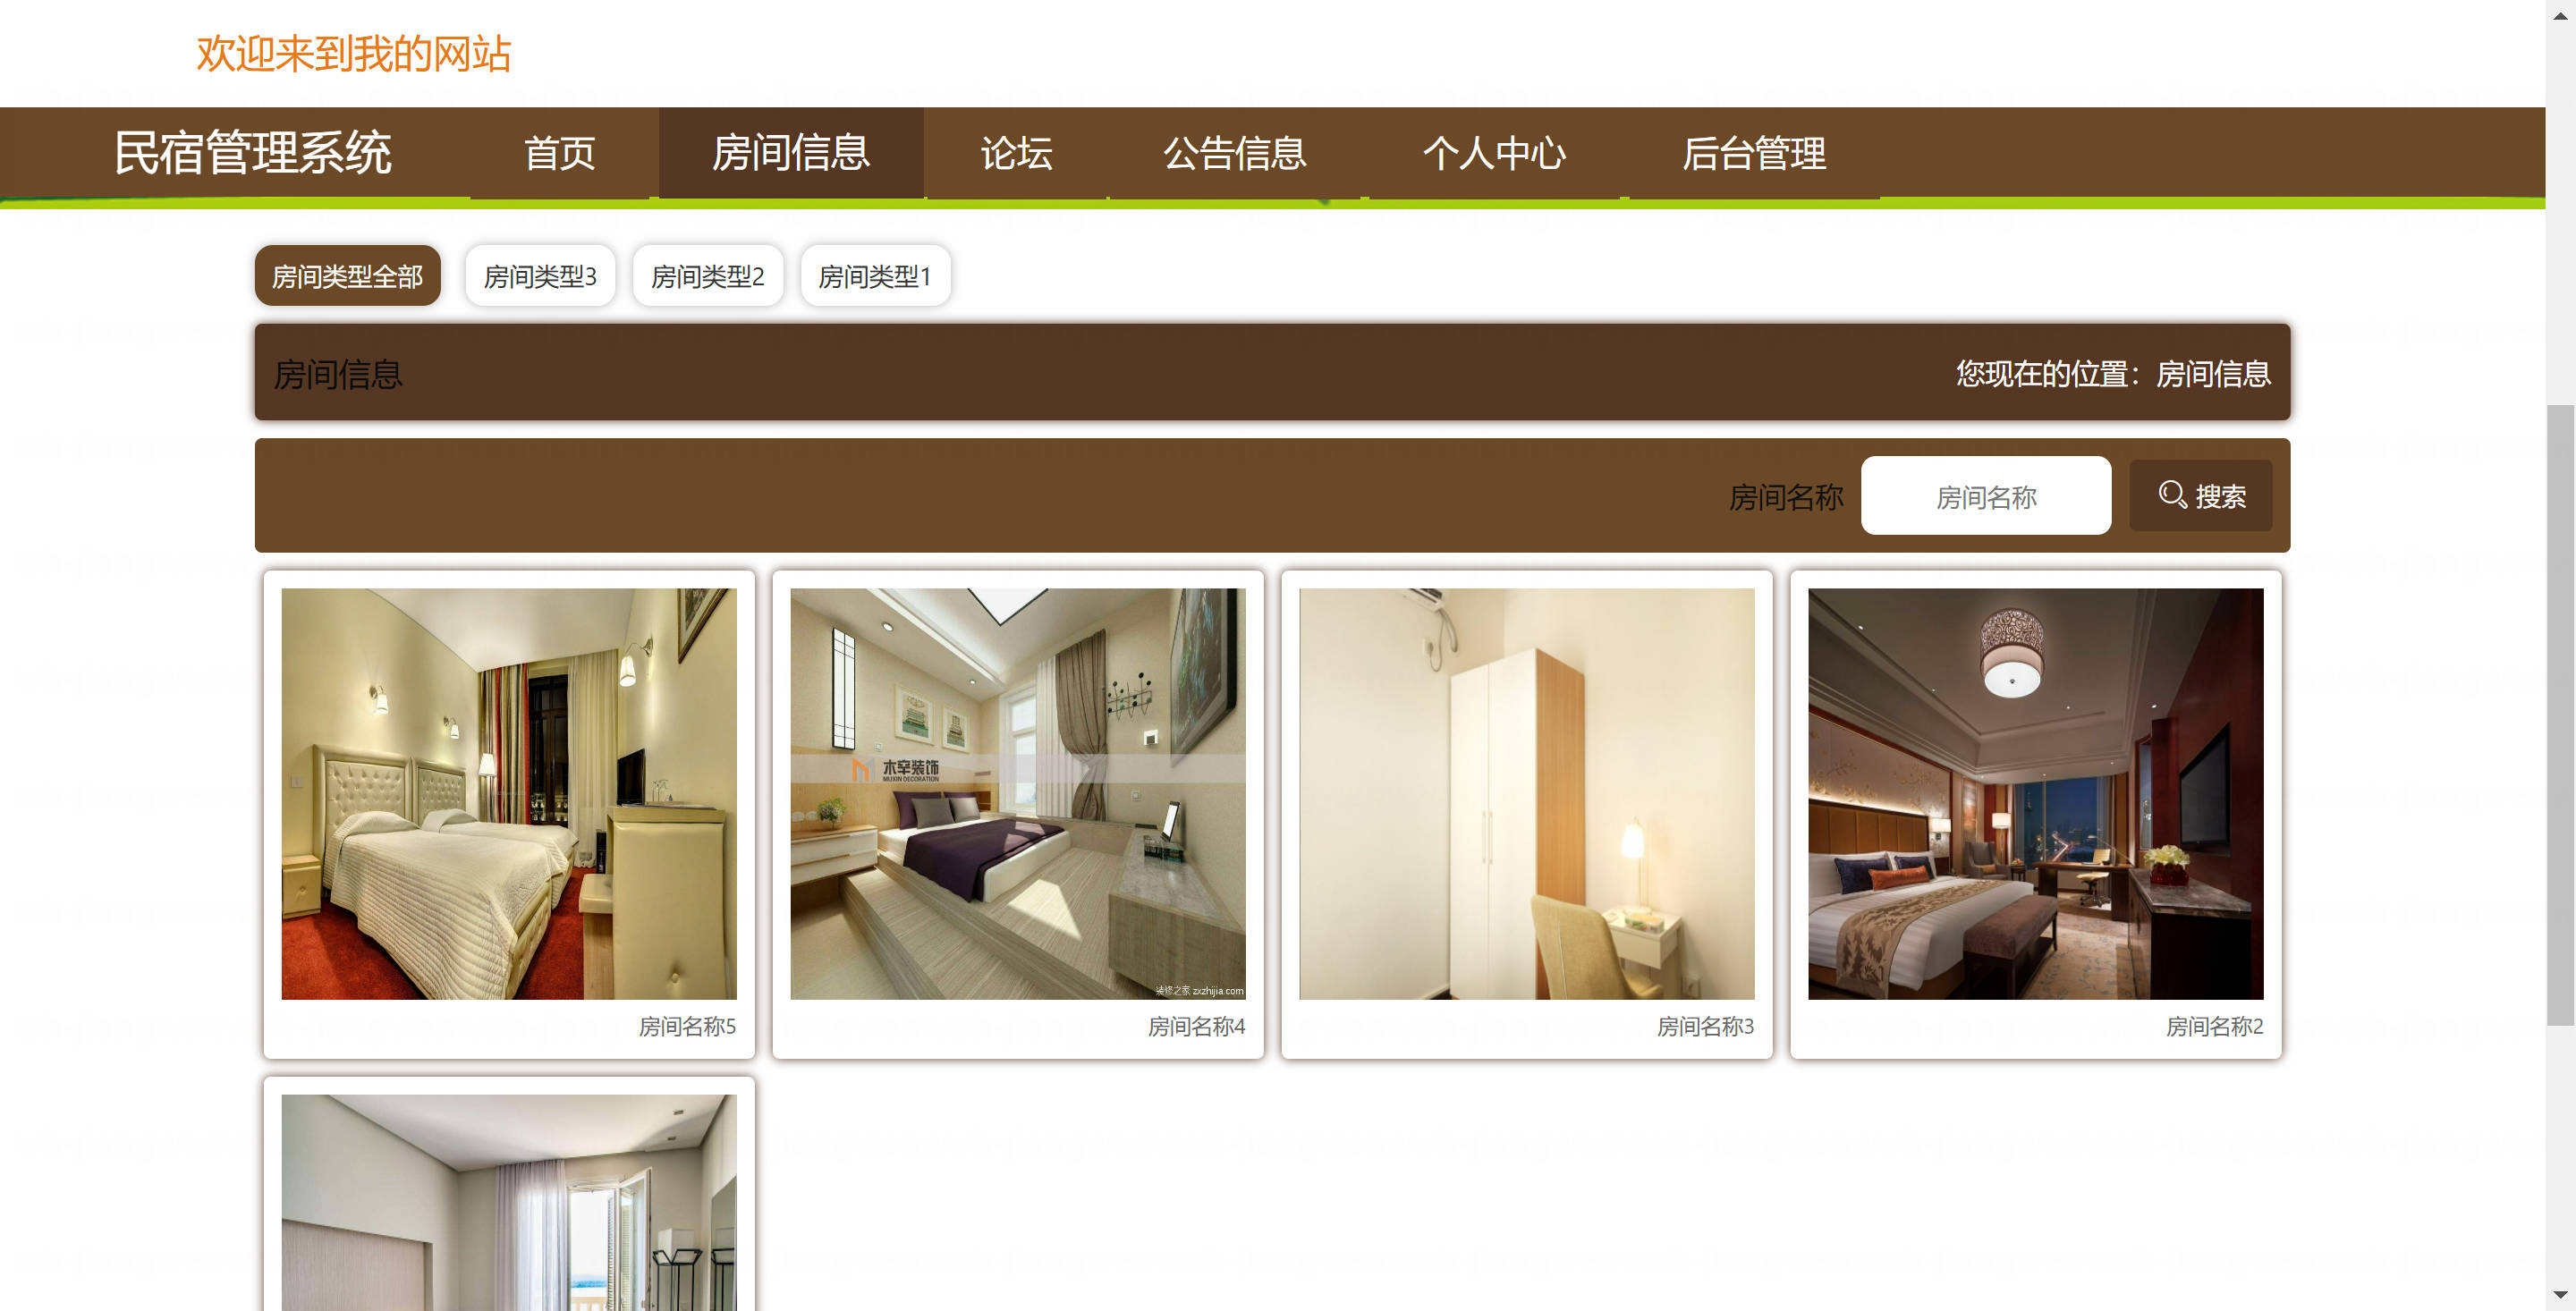 欢迎来到我的网站
民宿管理系统 首页 房间信息 论坛 公告信息 个人中心 后台管理
房间类型全部 房间类型3 房间类型2 房间类型1
房间信息 您现在的位置：房间信息
房间名称 房间名称 搜索
木辛装饰
MUXIN DECORATION
装修之家 zxzhijia.com
房间名称5 房间名称4 房间名称3 房间名称2